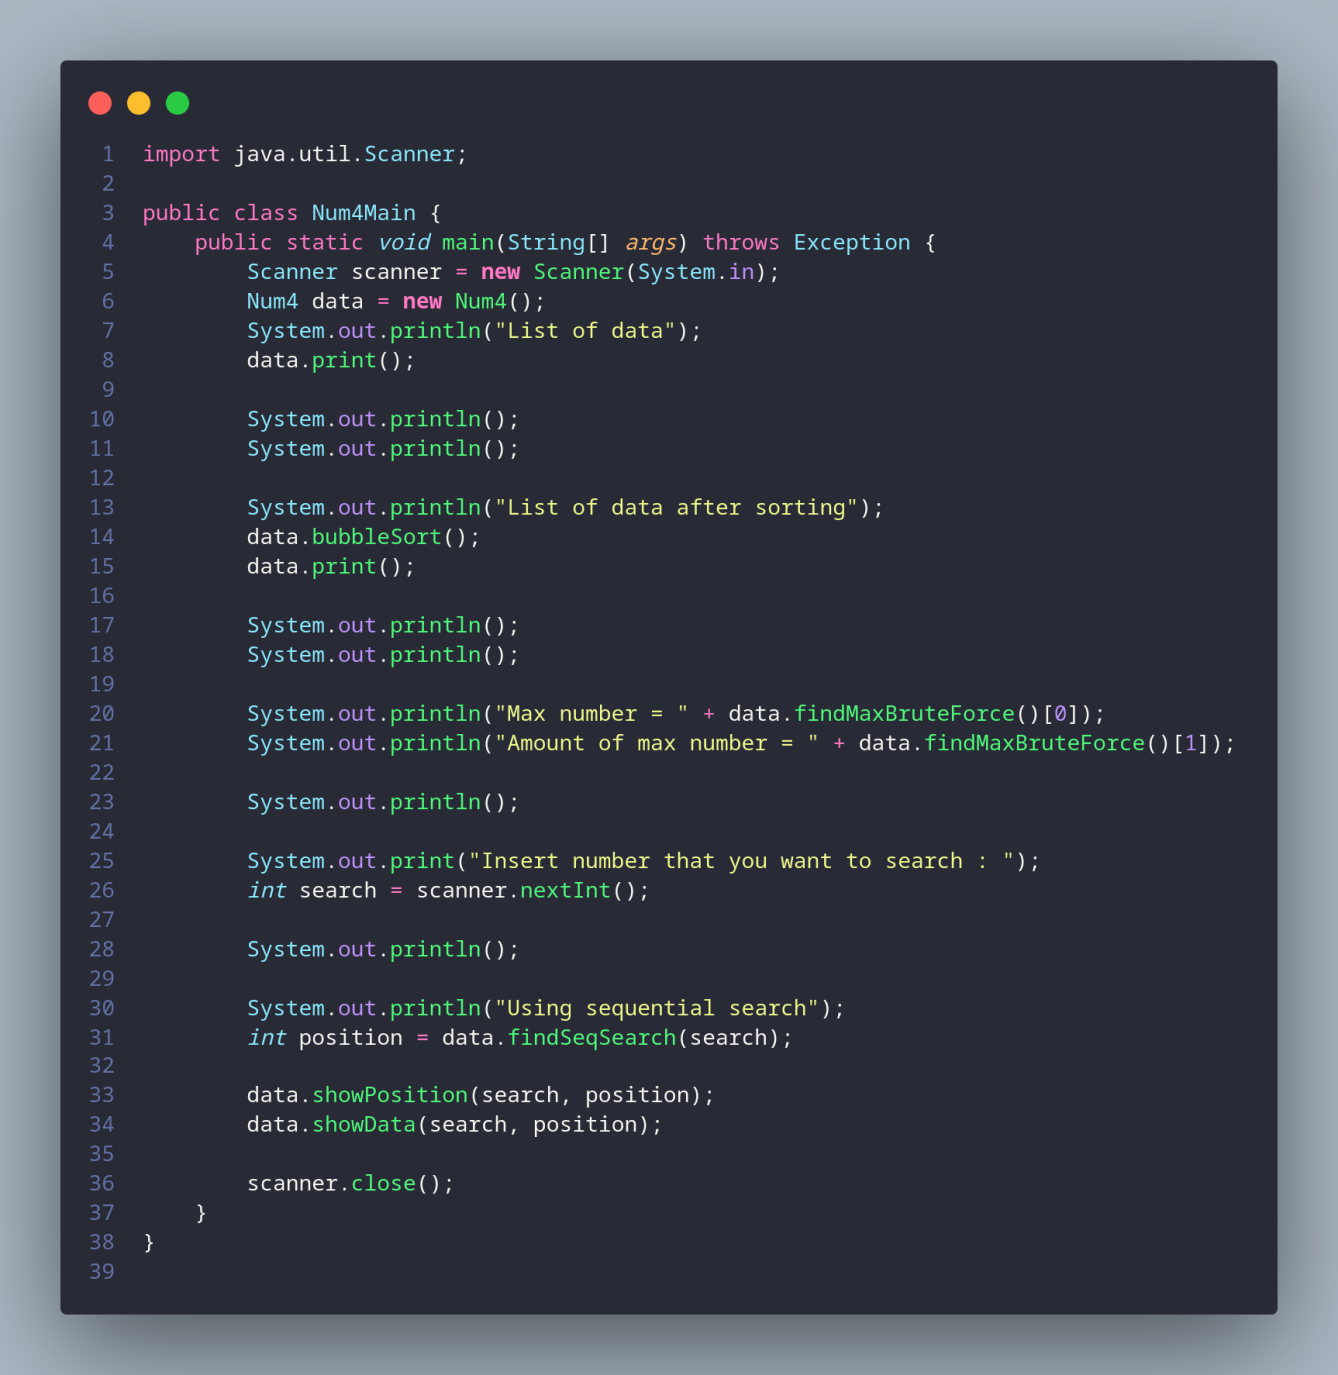 1 import java.util.Scanner;
2
3 public class Num4Main {
4     public static void main(String[] args) throws Exception {
5         Scanner scanner = new Scanner(System.in);
6         Num4 data = new Num4();
7         System.out.println("List of data");
8         data.print();
9
10         System.out.println();
11         System.out.println();
12
13         System.out.println("List of data after sorting");
14         data.bubbleSort();
15         data.print();
16
17         System.out.println();
18         System.out.println();
19
20         System.out.println("Max number = " + data.findMaxBruteForce()[0]);
21         System.out.println("Amount of max number = " + data.findMaxBruteForce()[1]);
22
23         System.out.println();
24
25         System.out.print("Insert number that you want to search : ");
26         int search = scanner.nextInt();
27
28         System.out.println();
29
30         System.out.println("Using sequential search");
31         int position = data.findSeqSearch(search);
32
33         data.showPosition(search, position);
34         data.showData(search, position);
35
36         scanner.close();
37     }
38 }
39